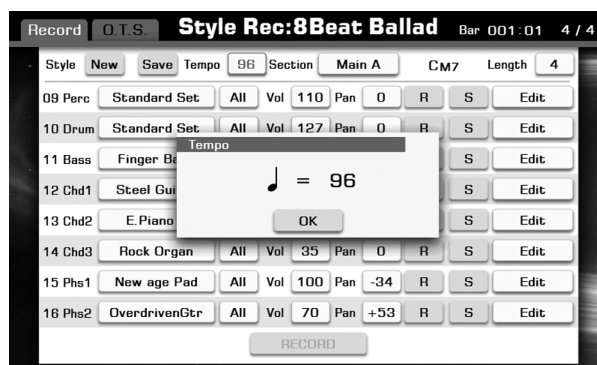 Record O.T.S. Style Rec:8Beat Ballad Bar 001:01 4/4
Style New Save Tempo 96 Section Main A CM7 Length 4
09 Perc Standard Set All Vol 110 Pan 0 R S Edit
10 Drum Standard Set All Vol 127 Pan 0 R S Edit
Tempo
11 Bass Finger Ba S Edit
♩ = 96
12 Chd1 Steel Gui S Edit
13 Chd2 E.Piano S Edit
OK
14 Chd3 Rock Organ All Vol 35 Pan 0 R S Edit
15 Phs1 New age Pad All Vol 100 Pan -34 R S Edit
16 Phs2 OverdrivenGtr All Vol 70 Pan +53 R S Edit
RECORD